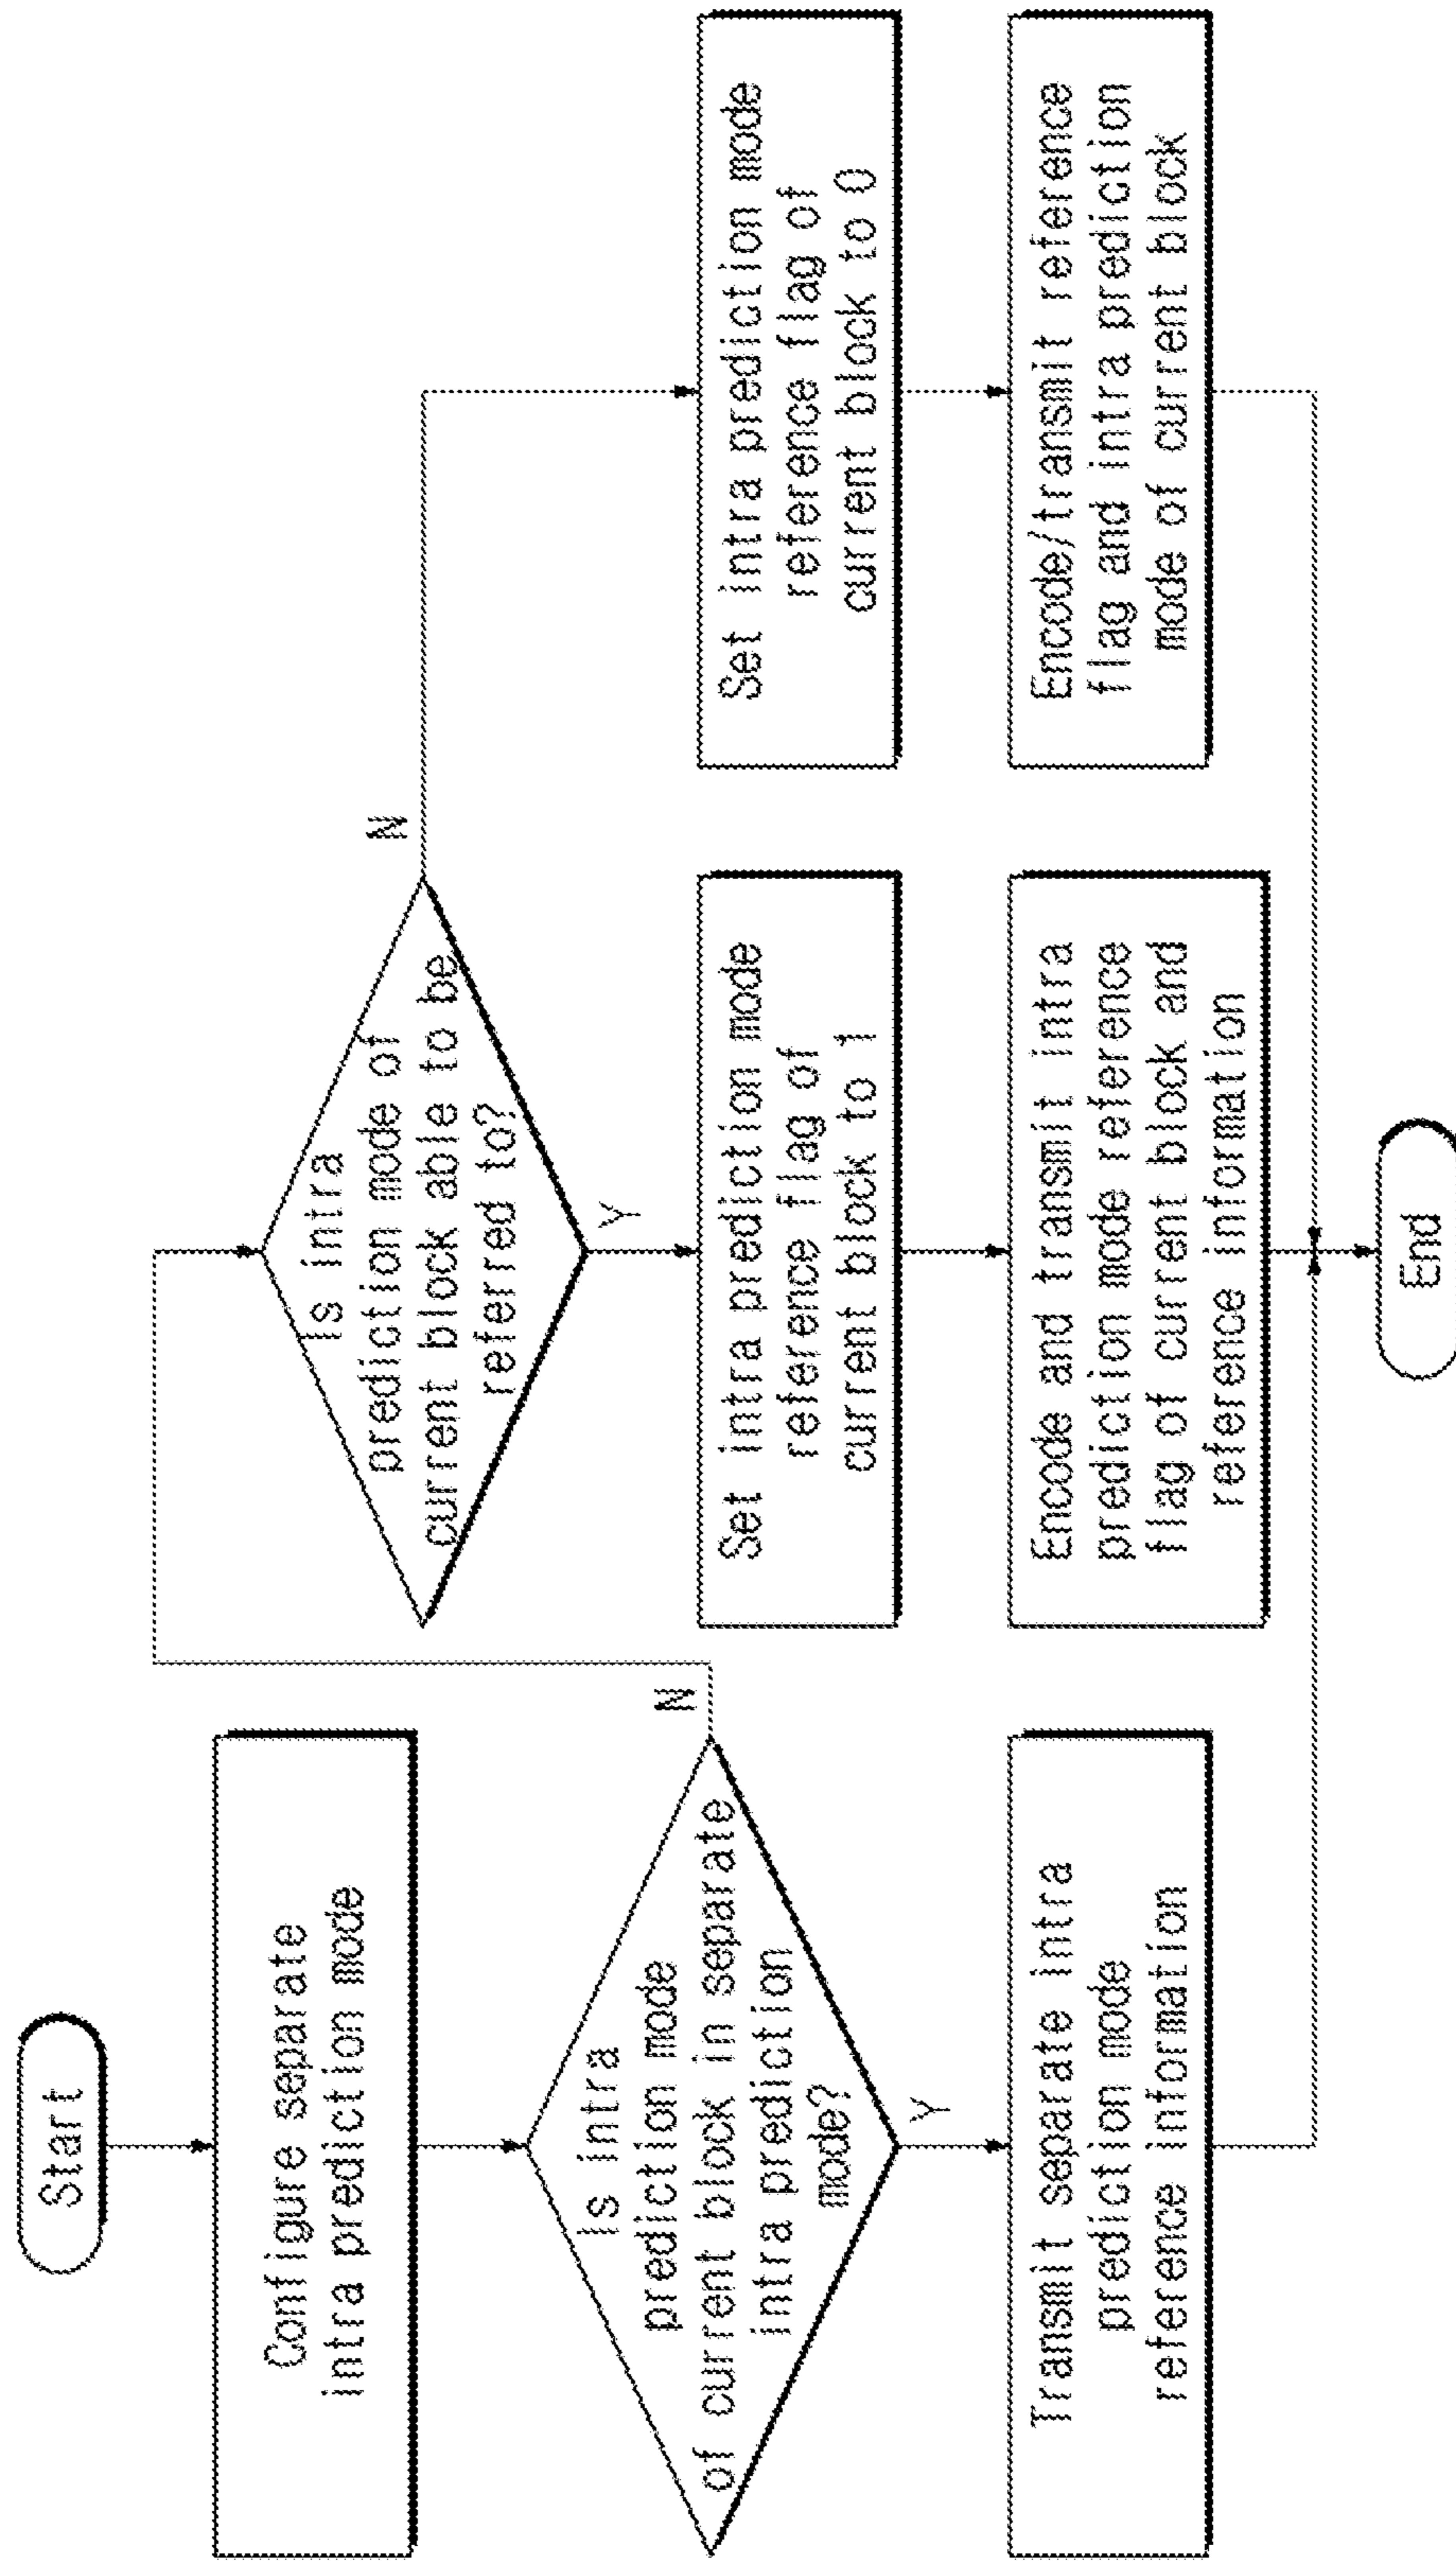 Start
Configure separate
intra prediction mode
Is intra
prediction mode
of current block in separate
intra prediction
mode?
N
Y
Transmit separate intra
prediction mode
reference information
Is intra
prediction mode of
current block able to be
referred to?
N
Y
Set intra prediction mode
reference flag of
current block to 1
Encode and transmit intra
prediction mode reference
flag of current block and
reference information
Set intra prediction mode
reference flag of
current block to 0
Encode/transmit reference
flag and intra prediction
mode of current block
End